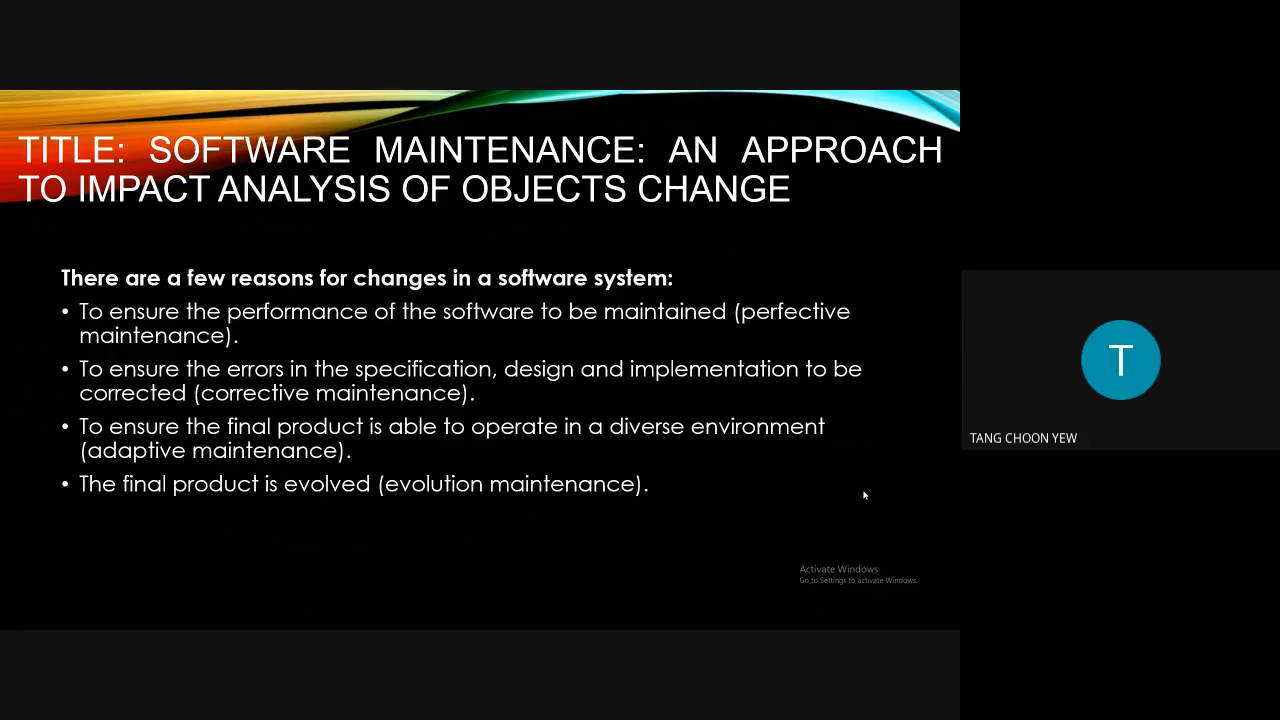 TITLE: SOFTWARE MAINTENANCE: AN APPROACH
TO IMPACT ANALYSIS OF OBJECTS CHANGE
There are a few reasons for changes in a software system:
• To ensure the performance of the software to be maintained (perfective
maintenance).
• To ensure the errors in the specification, design and implementation to be
corrected (corrective maintenance).
• To ensure the final product is able to operate in a diverse environment
(adaptive maintenance).
• The final product is evolved (evolution maintenance).
Activate Windows
Go to Settings to activate Windows.
T
TANG CHOON YEW